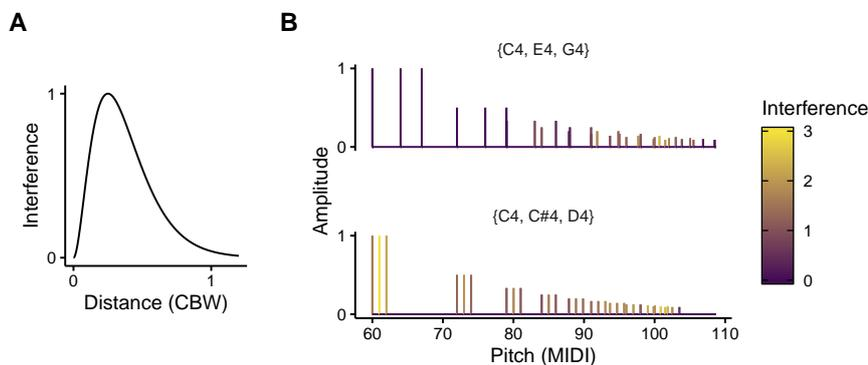 A
B
{C4, E4, G4}
1
0
1
0
Interference
0
1
Distance (CBW)
Amplitude
{C4, C#4, D4}
1
0
60
70
80
90
100
110
Pitch (MIDI)
Interference
3
2
1
0